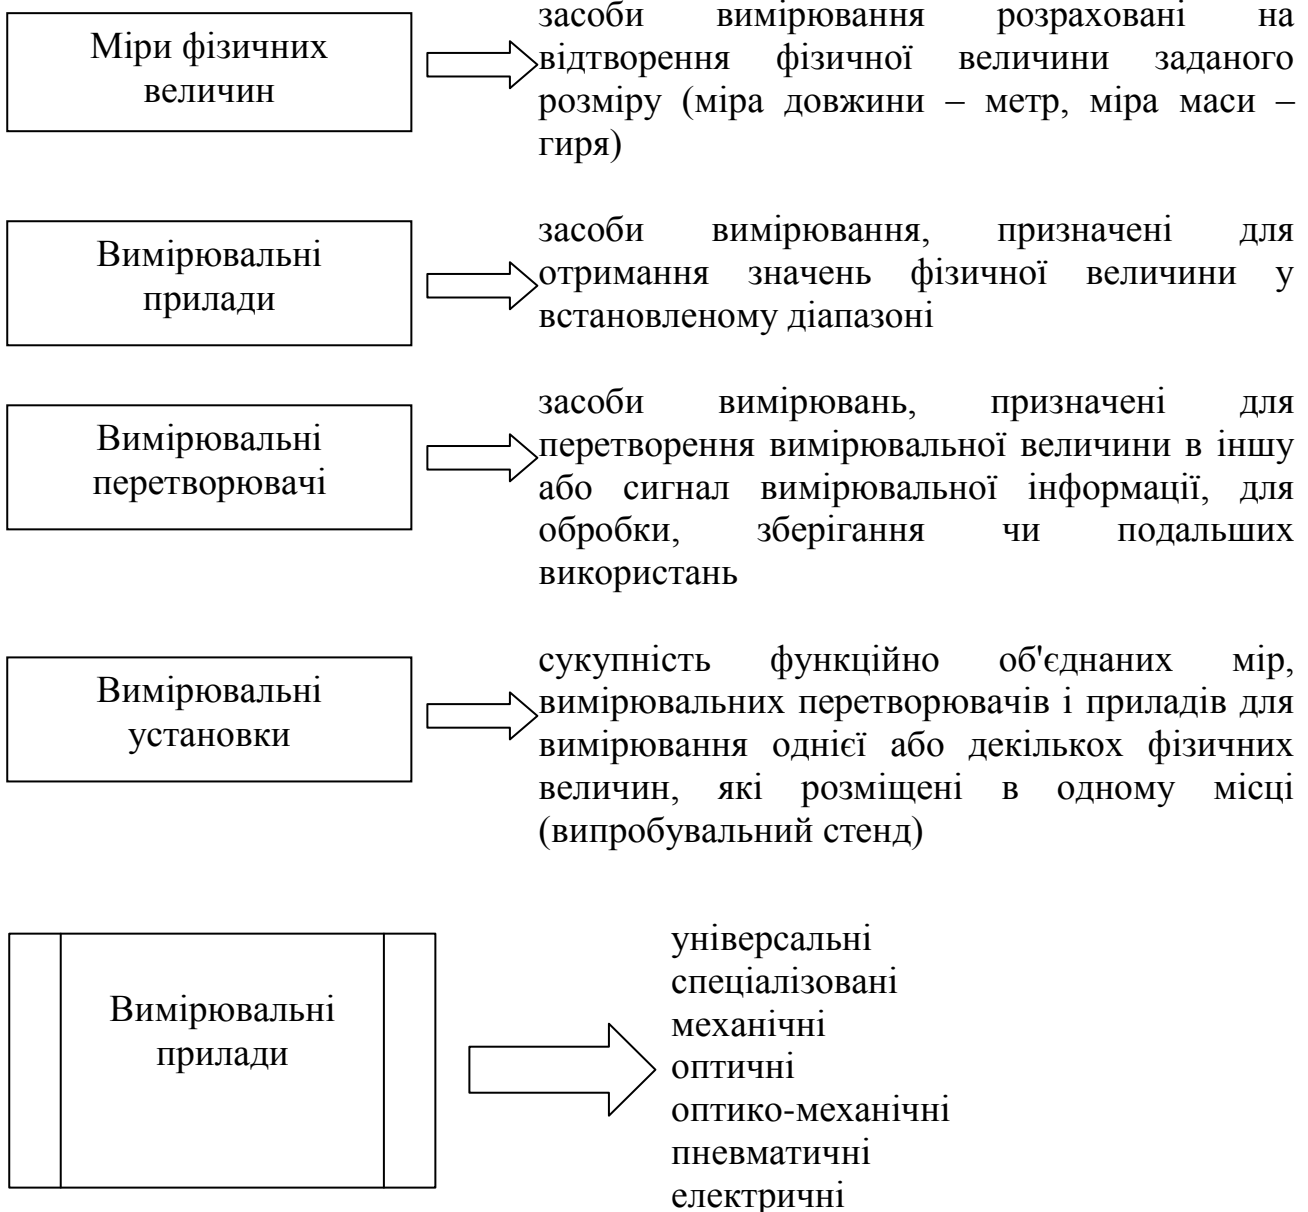 Міри фізичних
величин
засоби вимірювання розраховані на
відтворення фізичної величини заданого
розміру (міра довжини – метр, міра маси –
гиря)
Вимірювальні
прилади
засоби вимірювання, призначені для
отримання значень фізичної величини у
встановленому діапазоні
Вимірювальні
перетворювачі
засоби вимірювань, призначені для
перетворення вимірювальної величини в іншу
або сигнал вимірювальної інформації, для
обробки, зберігання чи подальших
використань
Вимірювальні
установки
сукупність функційно об'єднаних мір,
вимірювальних перетворювачів і приладів для
вимірювання однієї або декількох фізичних
величин, які розміщені в одному місці
(випробувальний стенд)
Вимірювальні
прилади
універсальні
спеціалізовані
механічні
оптичні
оптико-механічні
пневматичні
електричні